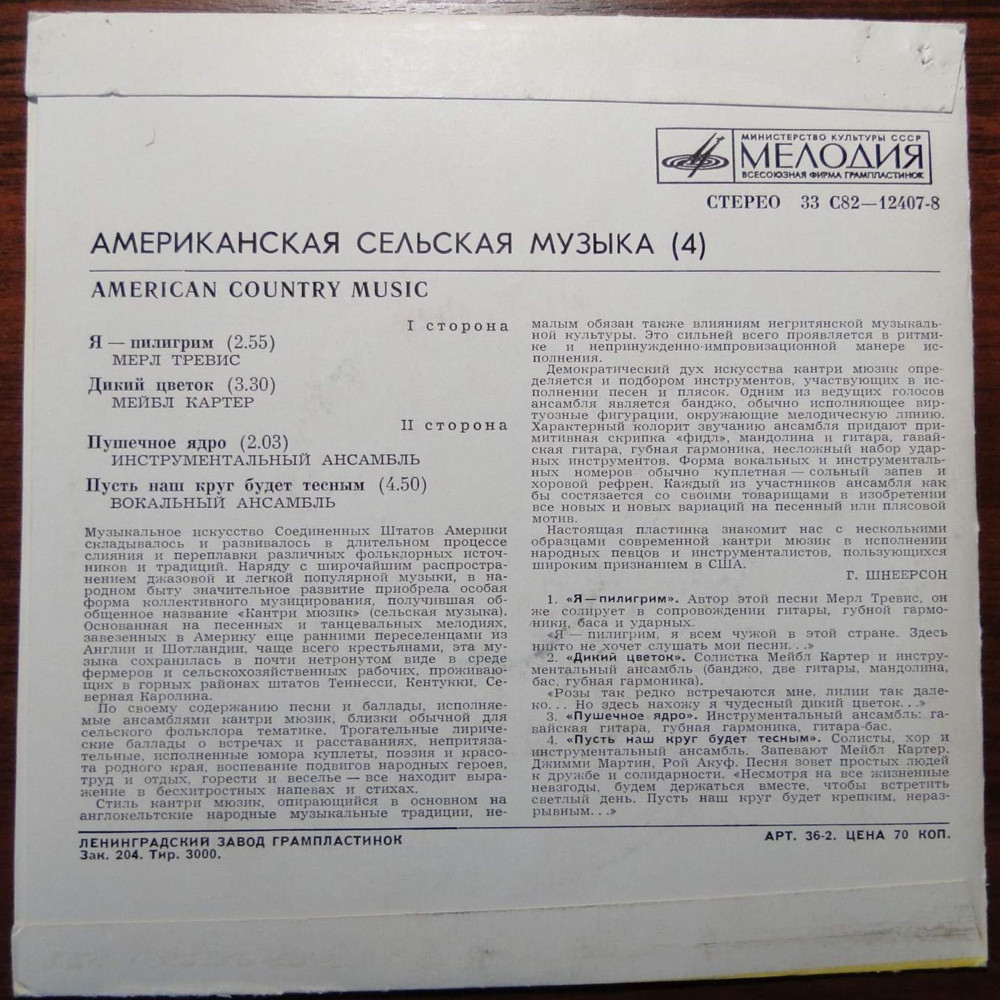 МИНИСТЕРСТВО КУЛЬТУРЫ СССР
МЕЛОДИЯ
ВСЕСОЮЗНАЯ ФИРМА ГРАМПЛАСТИНОК
СТЕРЕО 33 С82—12407-8
АМЕРИКАНСКАЯ СЕЛЬСКАЯ МУЗЫКА (4)
AMERICAN COUNTRY MUSIC
I сторона
Я — пилигрим (2.55)
МЕРЛ ТРЕВИС
Дикий цветок (3.30)
МЕЙБЛ КАРТЕР
II сторона
Пушечное ядро (2.03)
ИНСТРУМЕНТАЛЬНЫЙ АНСАМБЛЬ
Пусть наш круг будет тесным (4.50)
ВОКАЛЬНЫЙ АНСАМБЛЬ
Музыкальное искусство Соединенных Штатов Америки
складывалось и развивалось в длительном процессе
слияния и переплавки различных фольклорных источ-
ников и традиций. Наряду с широчайшим распростра-
нением джазовой и легкой популярной музыки, в на-
родном быту значительное развитие приобрела особая
форма коллективного музицирования, получившая об-
общенное название «Кантри мюзик» (сельская музыка).
Основанная на песенных и танцевальных мелодиях,
завезенных в Америку еще ранними переселенцами из
Англии и Шотландии, чаще всего крестьянами, эта му-
зыка сохранилась в почти нетронутом виде в среде
фермеров и сельскохозяйственных рабочих, проживаю-
щих в горных районах штатов Теннесси, Кентукки, Се-
верная Каролина.
По своему содержанию песни и баллады, исполняе-
мые ансамблями кантри мюзик, близки обычной для
сельского фольклора тематике. Трогательные лириче-
ские баллады о встречах и расставаниях, непритяза-
тельные, исполненные юмора куплеты, поэзия и красо-
та родного края, воспевание подвигов народных героев,
труд и отдых, горести и веселье — все находит выра-
жение в бесхитростных напевах и стихах.
Стиль кантри мюзик, опирающийся в основном на
англокельтские народные музыкальные традиции, не-
малым обязан также влияниям негритянской музыкаль-
ной культуры. Это сильней всего проявляется в ритми-
ке и непринужденно-импровизационной манере ис-
полнения.
Демократический дух искусства кантри мюзик опре-
деляется и подбором инструментов, участвующих в ис-
полнении песен и плясок. Одним из ведущих голосов
ансамбля является банджо, обычно исполняющее вир-
туозные фигурации, окружающие мелодическую линию.
Характерный колорит звучанию ансамбля придают при-
митивная скрипка «фидл», мандолина и гитара, гавай-
ская гитара, губная гармоника, несложный набор удар-
ных инструментов. Форма вокальных и инструменталь-
ных номеров обычно куплетная — сольный запев и
хоровой рефрен. Каждый из участников ансамбля как
бы состязается со своими товарищами в изобретении
все новых и новых вариаций на песенный или плясовой
мотив.
Настоящая пластинка знакомит нас с несколькими
образцами современной кантри мюзик в исполнении
народных певцов и инструменталистов, пользующихся
широким признанием в США.
Г. ШНЕЕРСОН
1. «Я—пилигрим». Автор этой песни Мерл Тревис, он
же солирует в сопровождении гитары, губной гармо-
ники, баса и ударных.
«Я — пилигрим, я всем чужой в этой стране. Здесь
никто не хочет слушать мои песни...»
2. «Дикий цветок». Солистка Мейбл Картер и инстру-
ментальный ансамбль (банджо, две гитары, мандолина,
бас, губная гармоника).
«Розы так редко встречаются мне, лилии так дале-
ко... Но здесь нахожу я чудесный дикий цветок...»
3. «Пушечное ядро». Инструментальный ансамбль: га-
вайская гитара, губная гармоника, гитара-бас.
4. «Пусть наш круг будет тесным». Солисты, хор и
инструментальный ансамбль. Запевают Мейбл Картер,
Джимми Мартин, Рой Акуф. Песня зовет простых людей
к дружбе и солидарности. «Несмотря на все жизненные
невзгоды, будем держаться вместе, чтобы встретить
светлый день. Пусть наш круг будет крепким, нераз-
рывным...»
ЛЕНИНГРАДСКИЙ ЗАВОД ГРАМПЛАСТИНОК
Зак. 204. Тир. 3000.
АРТ. 36-2. ЦЕНА 70 КОП.